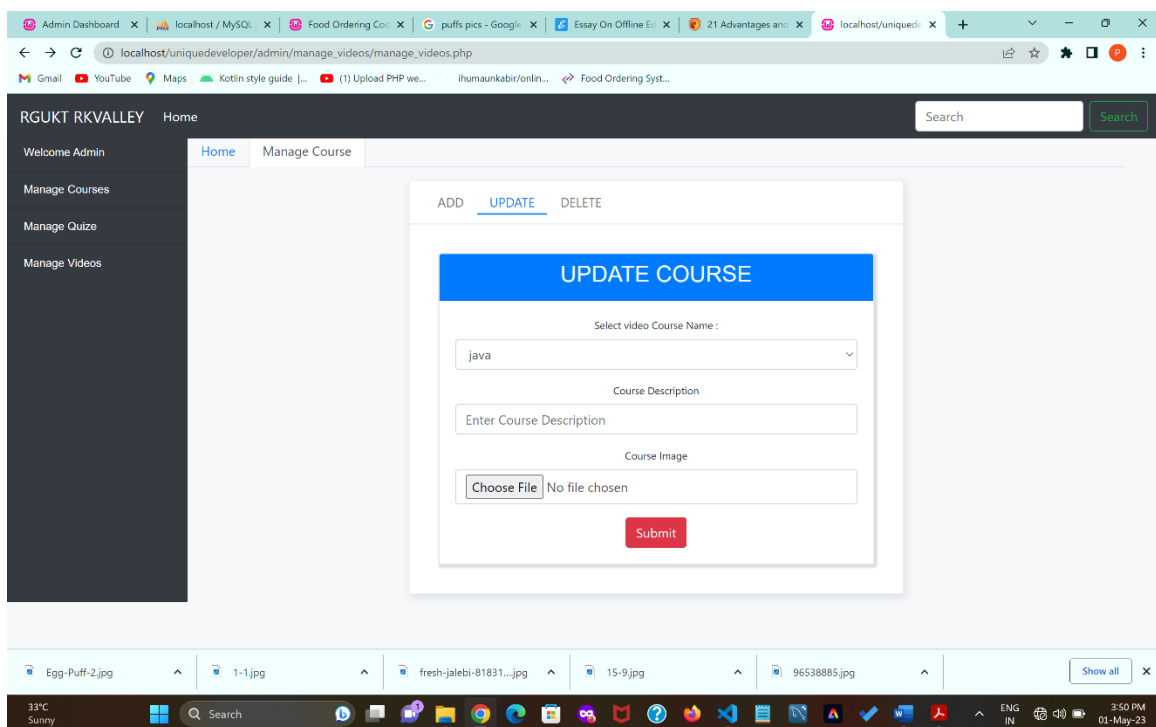 Admin Dashboard
localhost / MySQL
Food Ordering Cod
puffs pics - Google
Essay On Offline Ed
21 Advantages and
localhost/uniquede
localhost/uniquedeveloper/admin/manage_videos/manage_videos.php
P
Gmail YouTube Maps Kotlin style guide |... (1) Upload PHP we... ihumaunkabir/onlin... Food Ordering Syst...
RGUKT RKVALLEY Home Search Search
Welcome Admin
Home Manage Course
Manage Courses
Manage Quize
Manage Videos
ADD UPDATE DELETE
UPDATE COURSE
Select video Course Name :
java
Course Description
Enter Course Description
Course Image
Choose File No file chosen
Submit
Egg-Puff-2.jpg 1-1.jpg fresh-jalebi-81831....jpg 15-9.jpg 96538885.jpg Show all
33°C
Sunny
Search
1
ENG
IN
3:50 PM
01-May-23